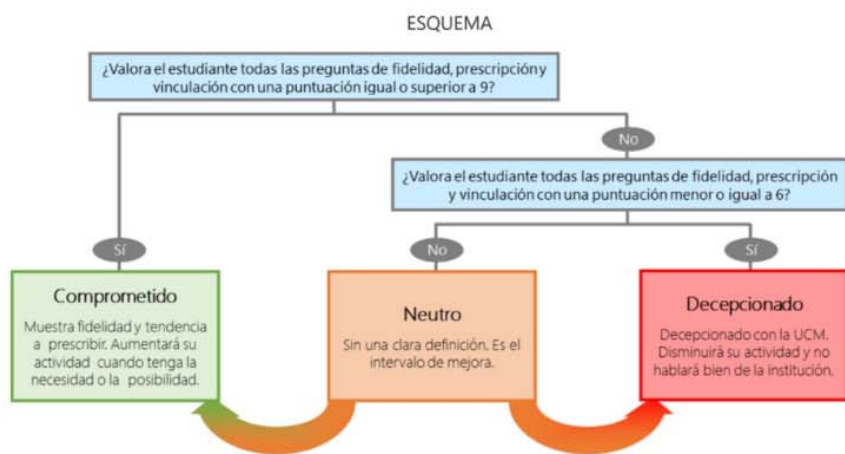 ESQUEMA
¿Valora el estudiante todas las preguntas de fidelidad, prescripción y
vinculación con una puntuación igual o superior a 9?
No
¿Valora el estudiante todas las preguntas de fidelidad, prescripción
y vinculación con una puntuación menor o igual a 6?
Sí
No
Sí
Comprometido
Muestra fidelidad y tendencia
a prescribir. Aumentará su
actividad cuando tenga la
necesidad o la posibilidad.
Neutro
Sin una clara definición. Es el
intervalo de mejora.
Decepcionado
Decepcionado con la UCM.
Disminuirá su actividad y no
hablará bien de la institución.